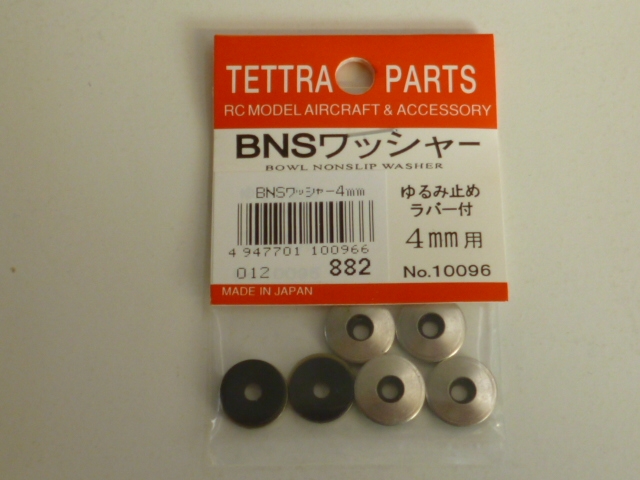 TETTRA PARTS
RC MODEL AIRCRAFT & ACCESSORY
BNSワッシャー
BOWL NONSLIP WASHER
BNSワッシャー4mm
4 947701 100966
012 882
ゆるみ止め
ラバー付
4mm用
No.10096
MADE IN JAPAN